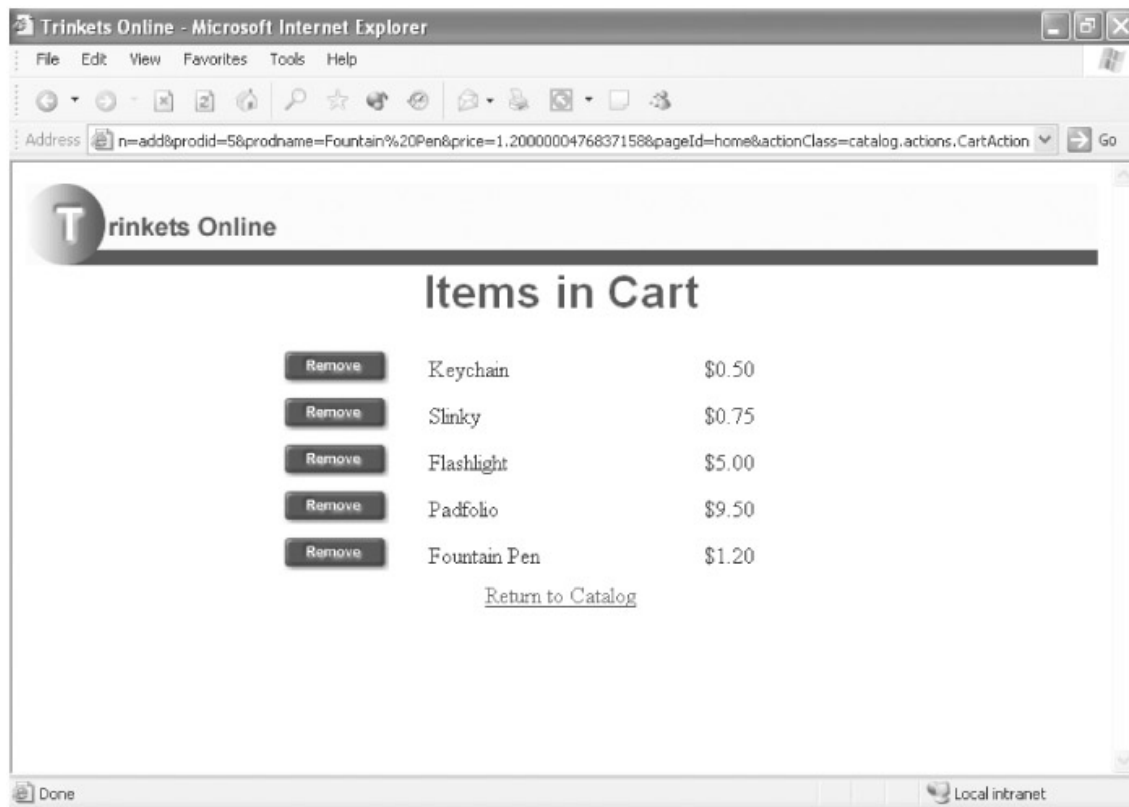 Trinkets Online - Microsoft Internet Explorer
File Edit View Favorites Tools Help
Address n=add&prodid=5&prodname=Fountain%20Pen&price=1.2000000476837158&pageId=home&actionClass=catalog.actions.CartAction Go
Trinkets Online
Items in Cart
Remove Keychain $0.50
Remove Slinky $0.75
Remove Flashlight $5.00
Remove Padfolio $9.50
Remove Fountain Pen $1.20
Return to Catalog
Done Local intranet